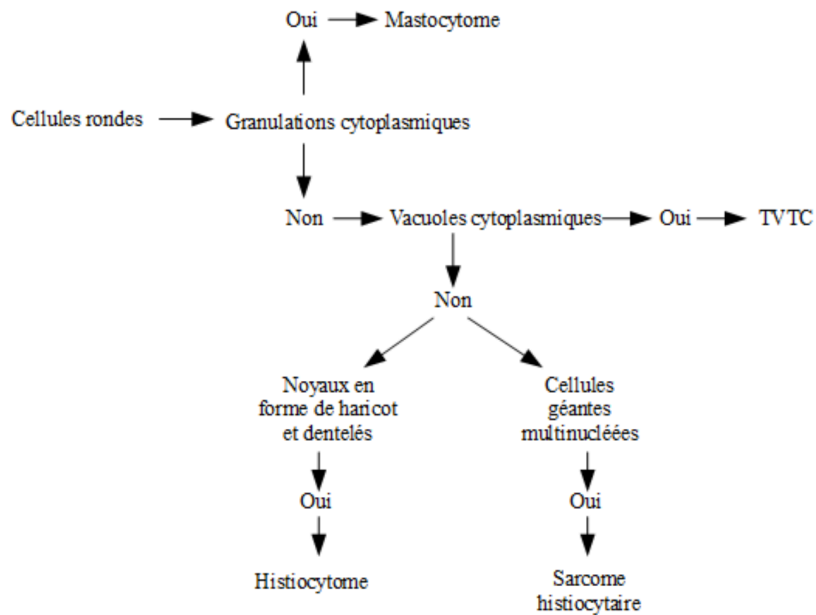 Oui Mastocytome
Cellules rondes Granulations cytoplasmiques
Non Vacuoles cytoplasmiques Oui TVTC
Non
Noyaux en
forme de haricot
et dentelés
Cellules
géantes
multinucléées
Oui
Oui
Histiocytome
Sarcome
histiocytaire